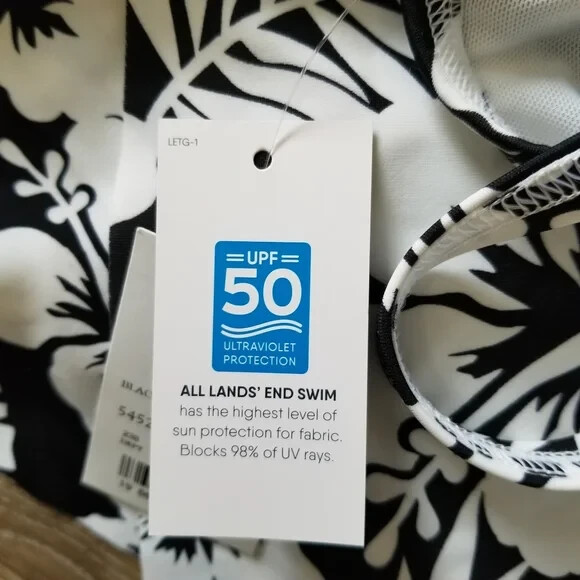 LETG-1
UPF
50
ULTRAVIOLET
PROTECTION
ALL LANDS' END SWIM
has the highest level of
sun protection for fabric.
Blocks 98% of UV rays.
5452